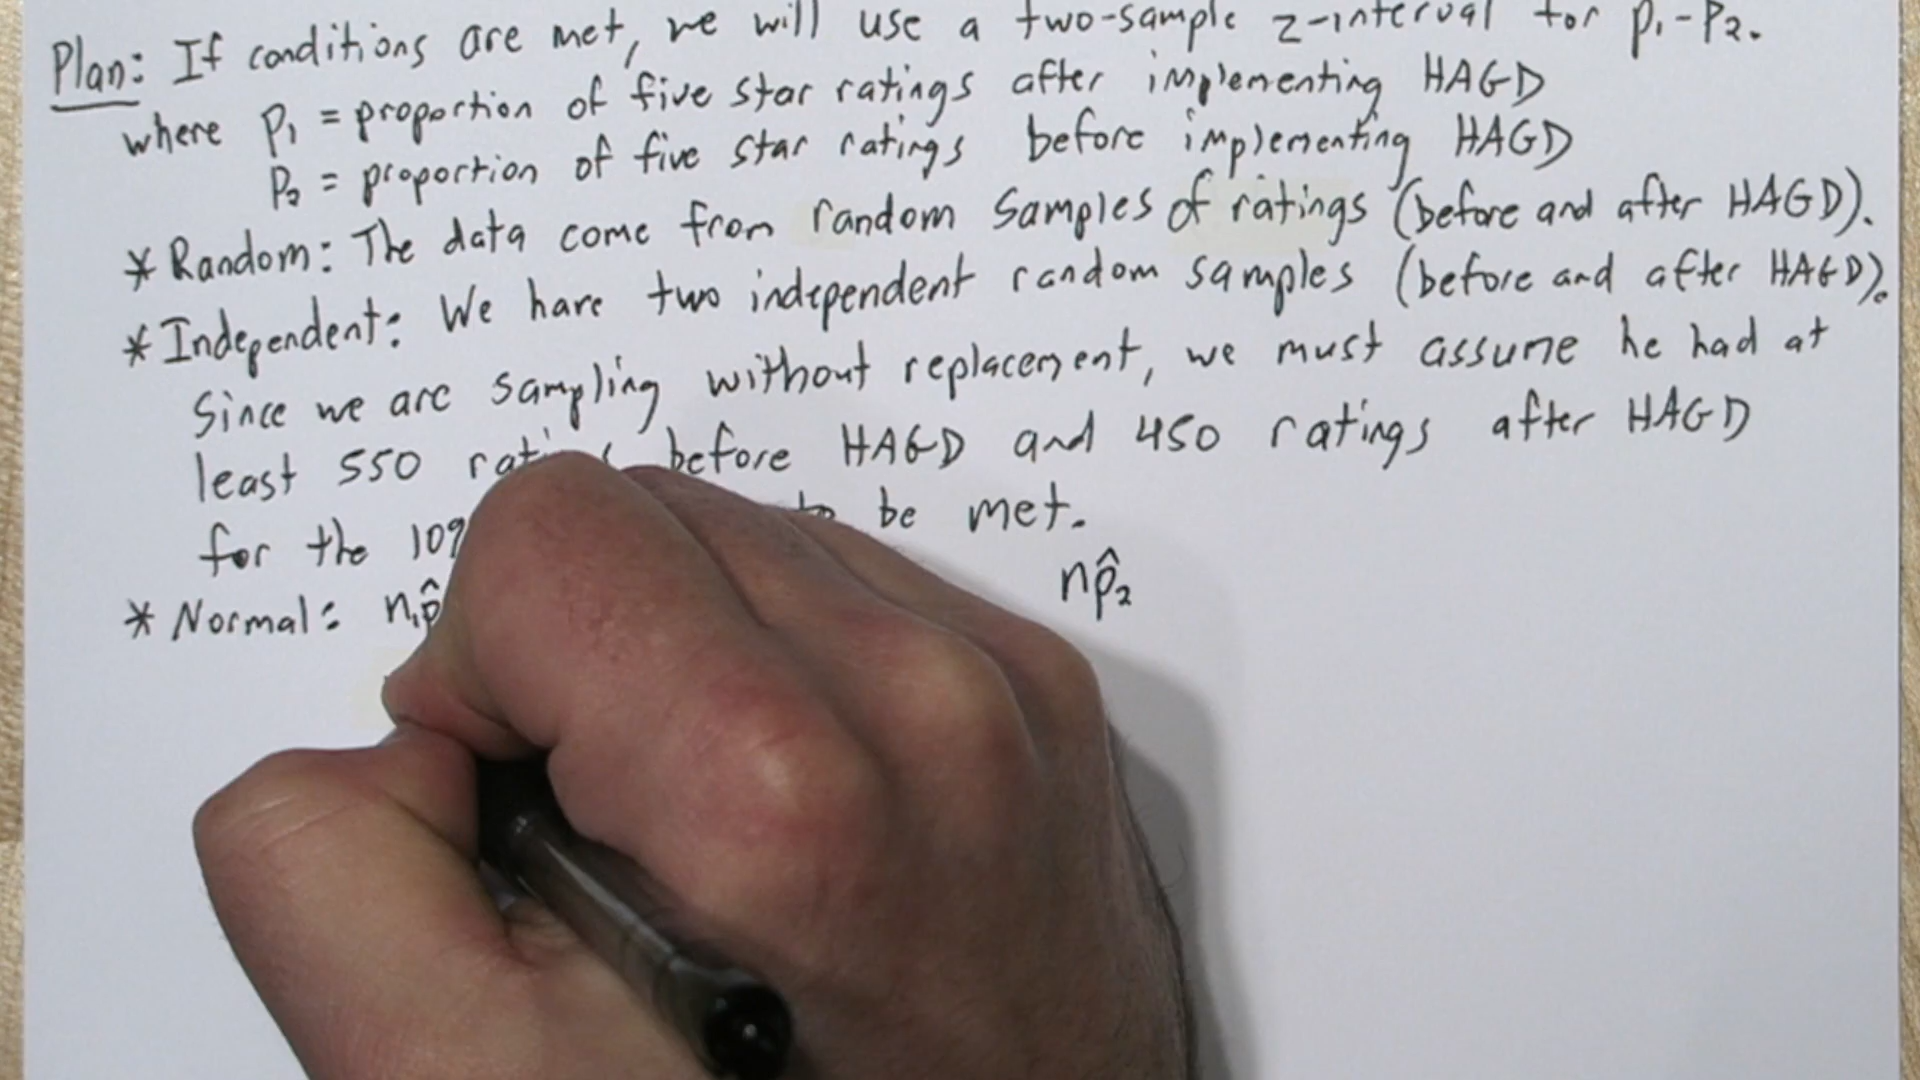 Plan: If conditions are met, we will use a two-sample z-interval for p₁-p₂.
where p₁ = proportion of five star ratings after implementing HAGD
p₂ = proportion of five star ratings before implementing HAGD
* Random: The data come from random samples of ratings (before and after HAGD).
* Independent: We have two independent random samples (before and after HAGD).
Since we are sampling without replacement, we must assume he had at
least 550 before HAGD and 450 ratings after HAGD
for the 10% to be met.
* Normal: n₁p̂ np̂₂